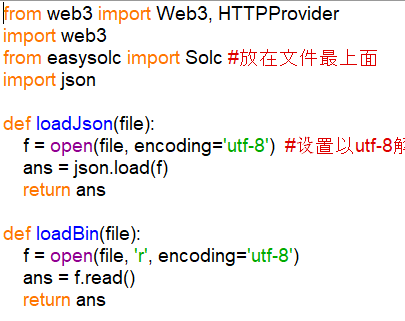 from web3 import Web3, HTTPProvider
import web3
from easysolc import Solc #放在文件最上面
import json
def loadJson(file):
    f = open(file, encoding='utf-8')  #设置以utf-8解
    ans = json.load(f)
    return ans
def loadBin(file):
    f = open(file, 'r', encoding='utf-8')
    ans = f.read()
    return ans